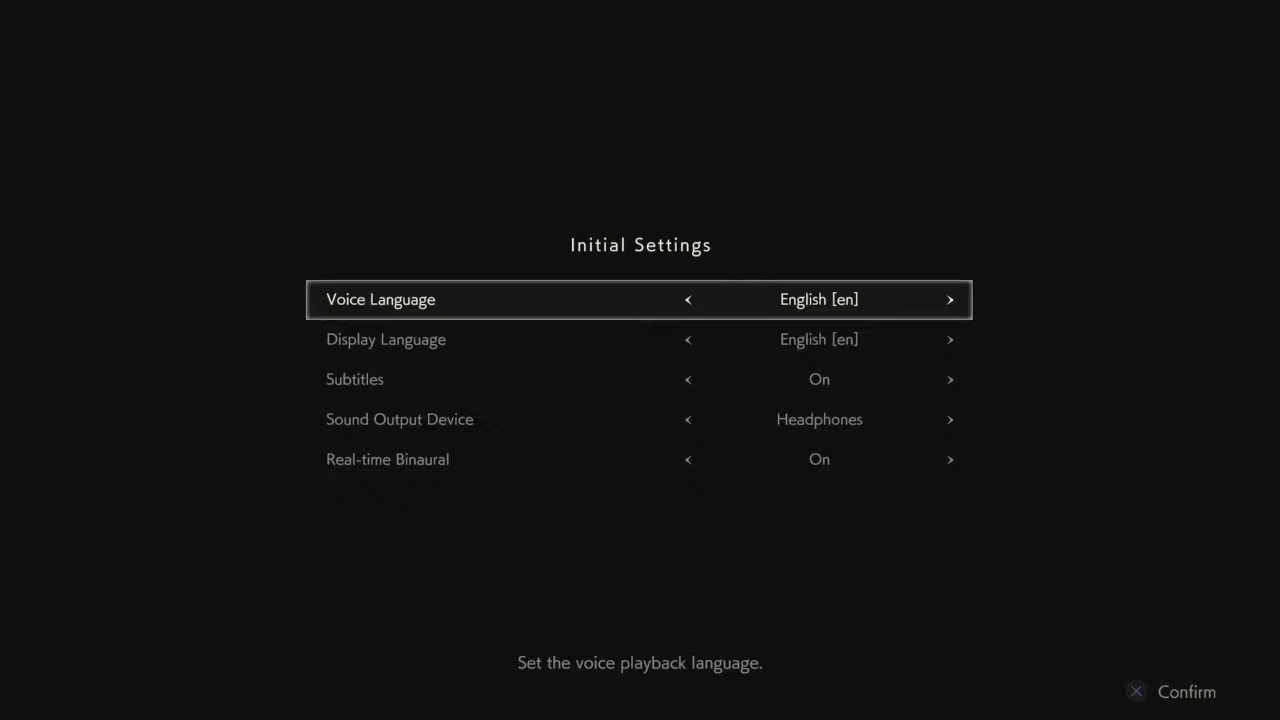 Initial Settings
Voice Language < English [en] >
Display Language < English [en] >
Subtitles < On >
Sound Output Device < Headphones >
Real-time Binaural < On >
Set the voice playback language.
Confirm